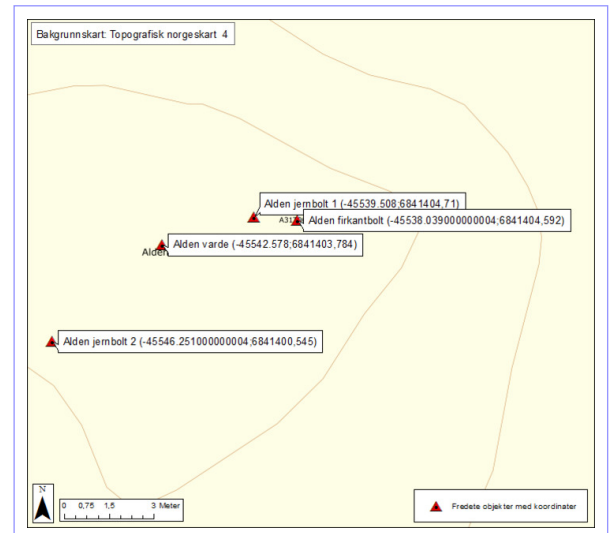 Bakgrunnskart: Topografisk norgeskart 4
Alden jernbolt 1 (-45539.508;6841404,71)
Alden firkantbolt (-45538.039000000004;6841404,592)
Alden varde (-45542.578;6841403,784)
Alden
Alden jernbolt 2 (-45546.251000000004;6841400,545)
N
0 0,75 1,5 3 Meter
Fredete objekter med koordinater